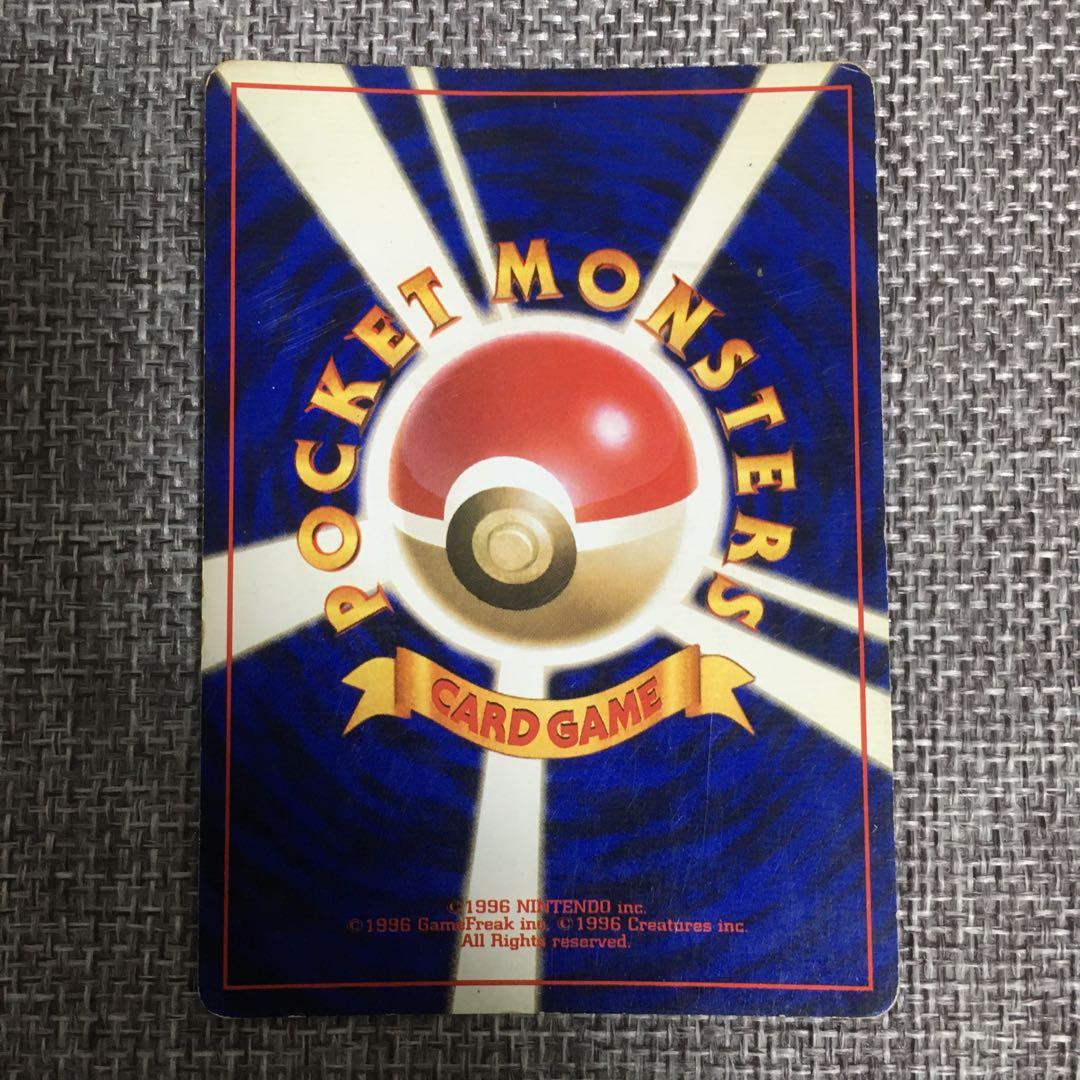 POCKET MONSTERS
CARD GAME
©1996 NINTENDO inc.
©1996 GameFreak inc. ©1996 Creatures inc.
All Rights reserved.